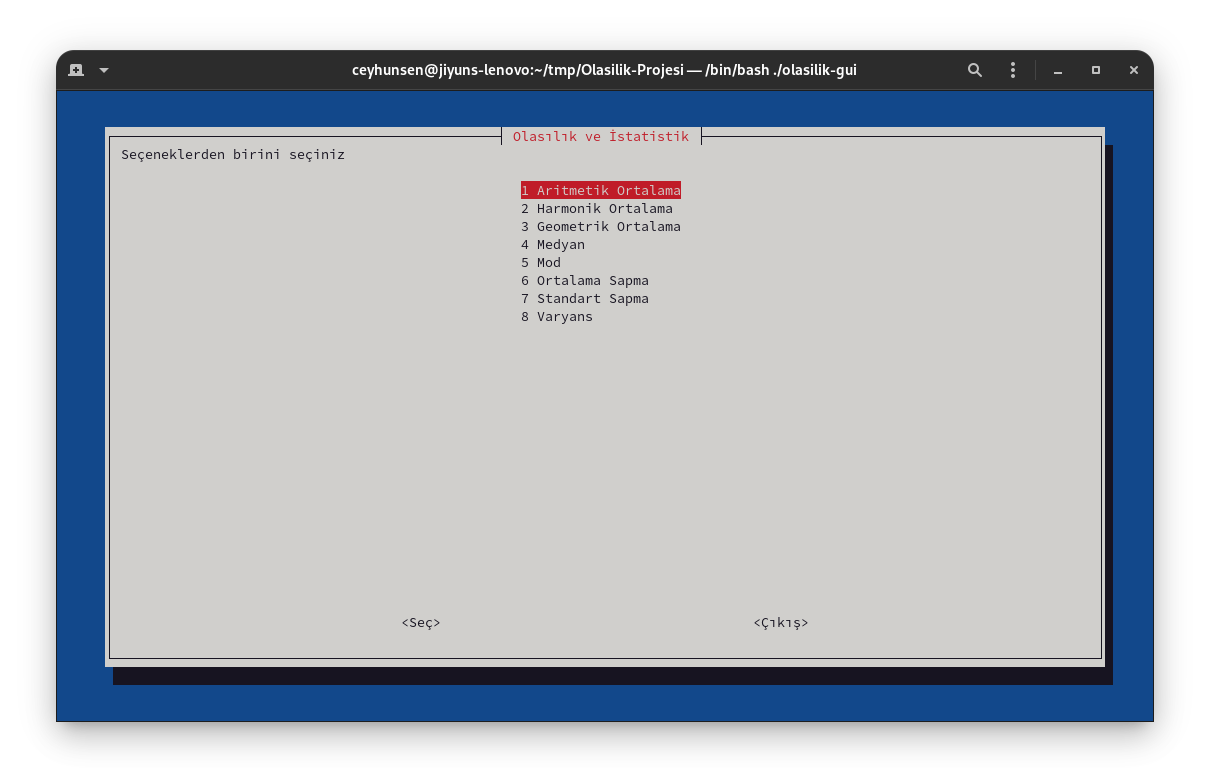 ceyhunsen@jiyuns-lenovo:~/tmp/Olasilik-Projesi — /bin/bash ./olasilik-gui
Olasılık ve İstatistik
Seçeneklerden birini seçiniz
1 Aritmetik Ortalama
2 Harmonik Ortalama
3 Geometrik Ortalama
4 Medyan
5 Mod
6 Ortalama Sapma
7 Standart Sapma
8 Varyans
<Seç> <Çıkış>